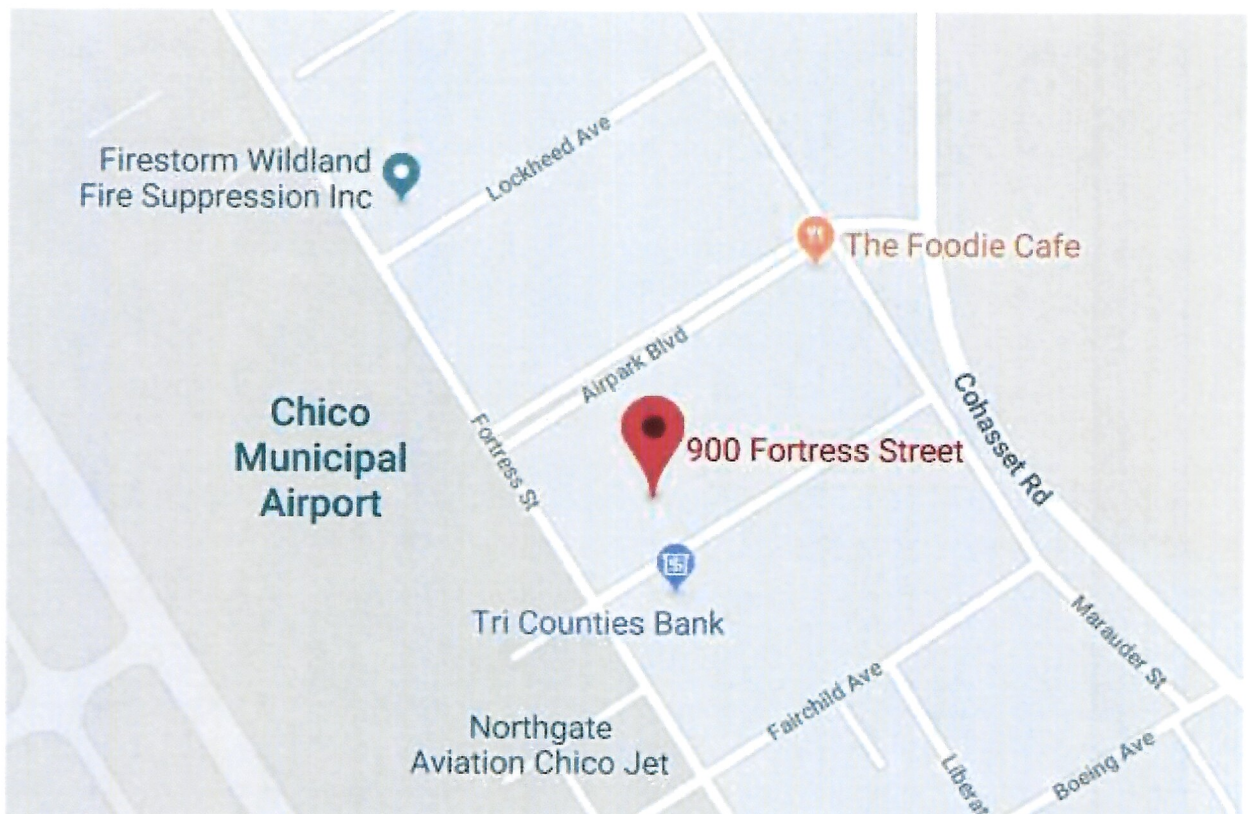 Lockheed Ave
Firestorm Wildland
Fire Suppression Inc
The Foodie Cafe
Airpark Blvd
Chico
Municipal
Airport
Fortress St
900 Fortress Street
Cohasset Rd
Tri Counties Bank
Marauder St
Fairchild Ave
Northgate
Aviation Chico Jet
Liberat
Boeing Ave